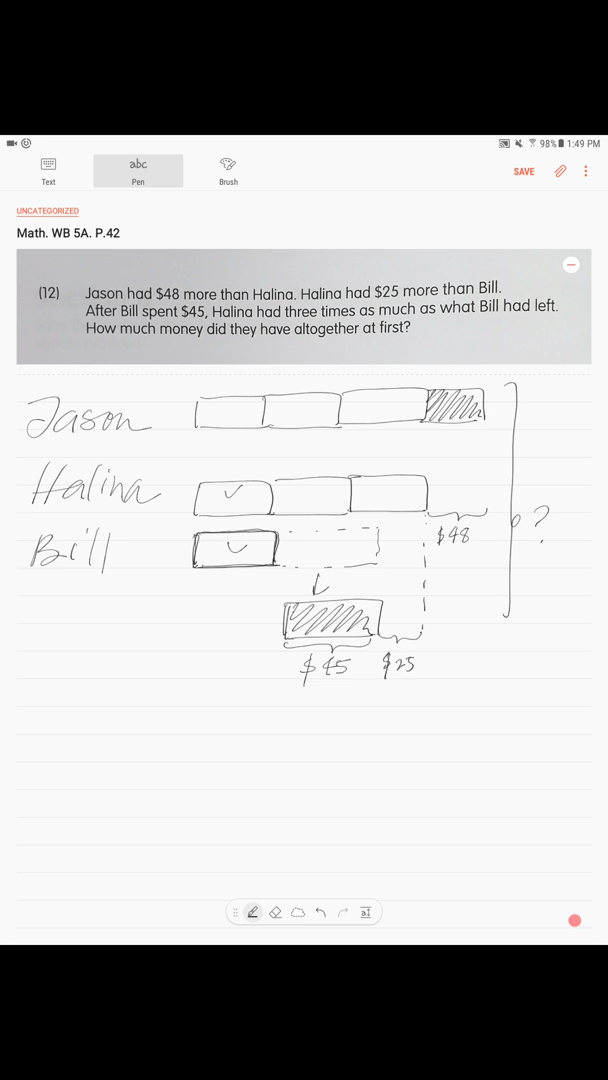 98% 1:49 PM
abc
Text Pen Brush SAVE
UNCATEGORIZED
Math. WB 5A. P.42
(12) Jason had $48 more than Halina. Halina had $25 more than Bill.
After Bill spent $45, Halina had three times as much as what Bill had left.
How much money did they have altogether at first?
Jason
Halina
Bill
$48
?
$45 $25
aI